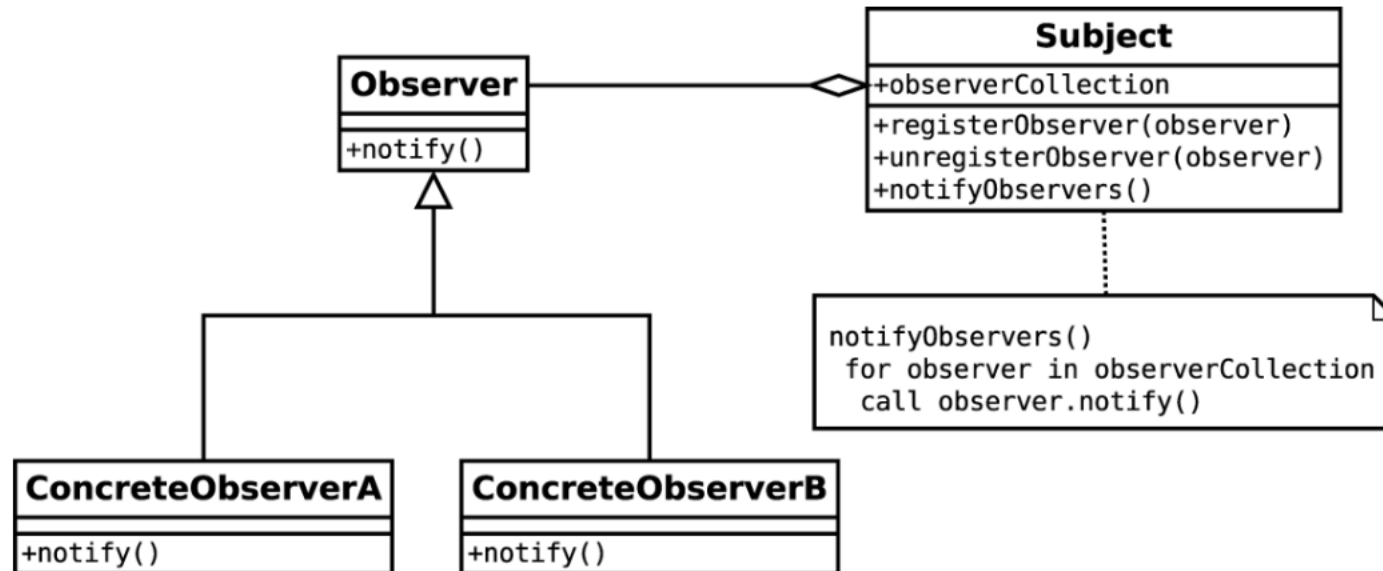 Subject
+observerCollection
+registerObserver(observer)
+unregisterObserver(observer)
+notifyObservers()
Observer
+notify()
notifyObservers()
for observer in observerCollection
call observer.notify()
ConcreteObserverA
+notify()
ConcreteObserverB
+notify()